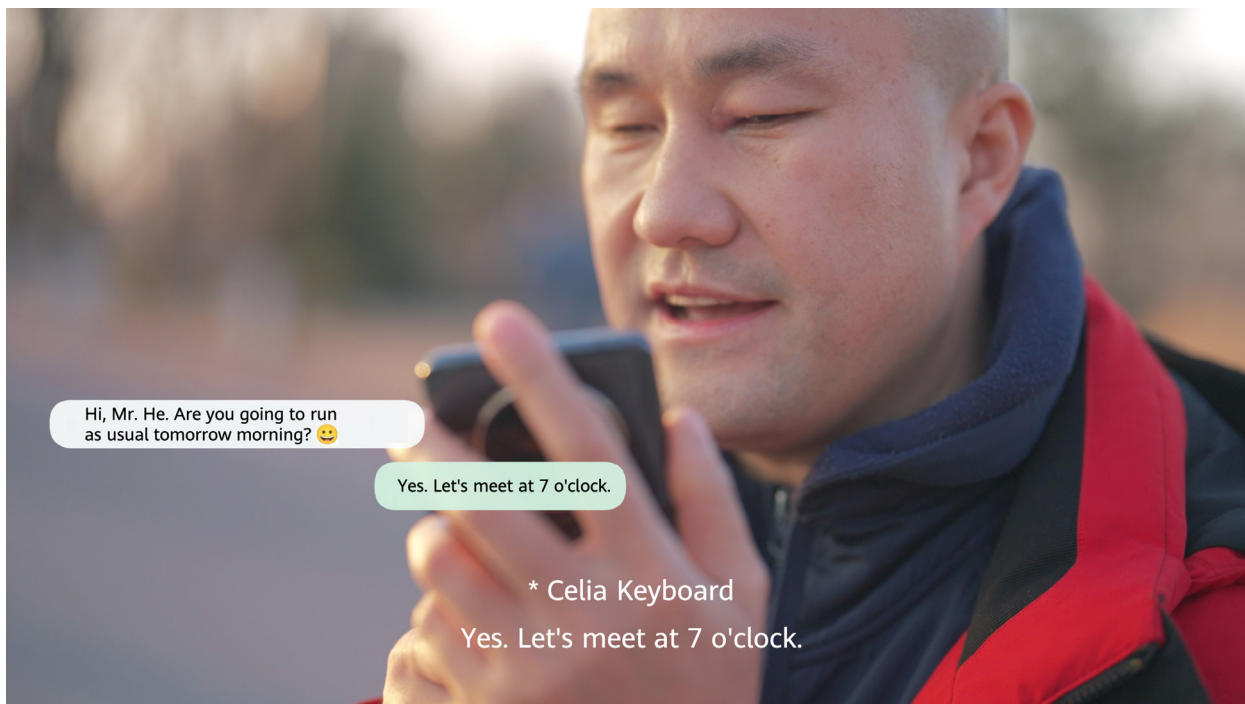 Hi, Mr. He. Are you going to run
as usual tomorrow morning? 😀
Yes. Let's meet at 7 o'clock.
* Celia Keyboard
Yes. Let's meet at 7 o'clock.